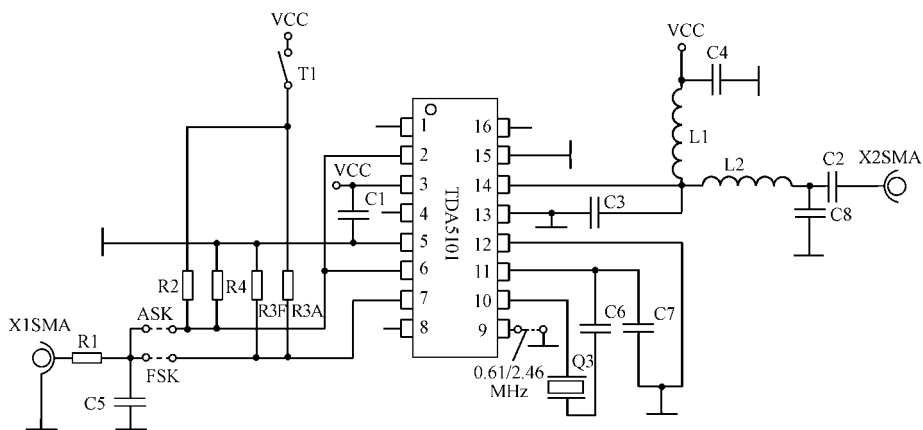 VCC
T1
VCC
C4
L1
L2
C2
X2SMA
C8
1
2
3
4
5
6
7
8
TDA5101
16
15
14
13
12
11
10
9
VCC
C1
C3
R2
R4
R3F
R3A
X1SMA
R1
ASK
FSK
C5
C6
C7
Q3
0.61/2.46
MHz